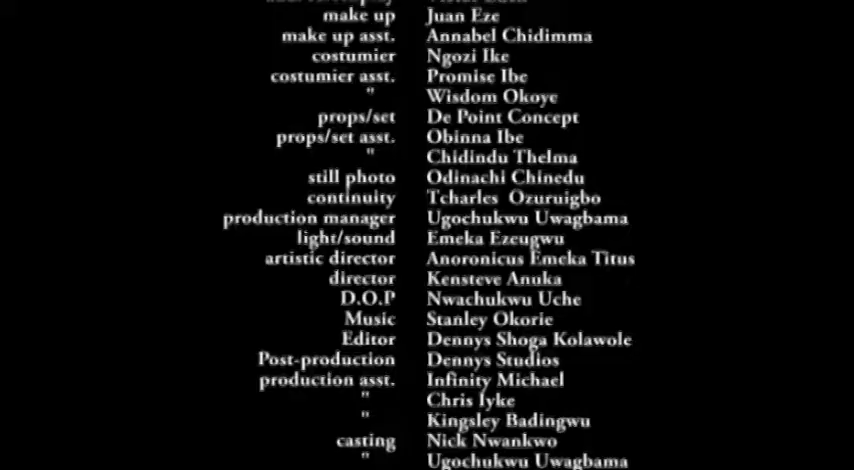 make up Juan Eze
make up asst. Annabel Chidimma
costumier Ngozi Ike
costumier asst. Promise Ibe
" Wisdom Okoye
props/set De Point Concept
props/set asst. Obinna Ibe
" Chidindu Thelma
still photo Odinachi Chinedu
continuity Tcharles Ozuruigbo
production manager Ugochukwu Uwagbama
light/sound Emeka Ezeugwu
artistic director Anoronicus Emeka Titus
director Kensteve Anuka
D.O.P Nwachukwu Uche
Music Stanley Okorie
Editor Dennys Shoga Kolawole
Post-production Dennys Studios
production asst. Infinity Michael
" Chris Iyke
" Kingsley Badingwu
casting Nick Nwankwo
" Ugochukwu Uwagbama